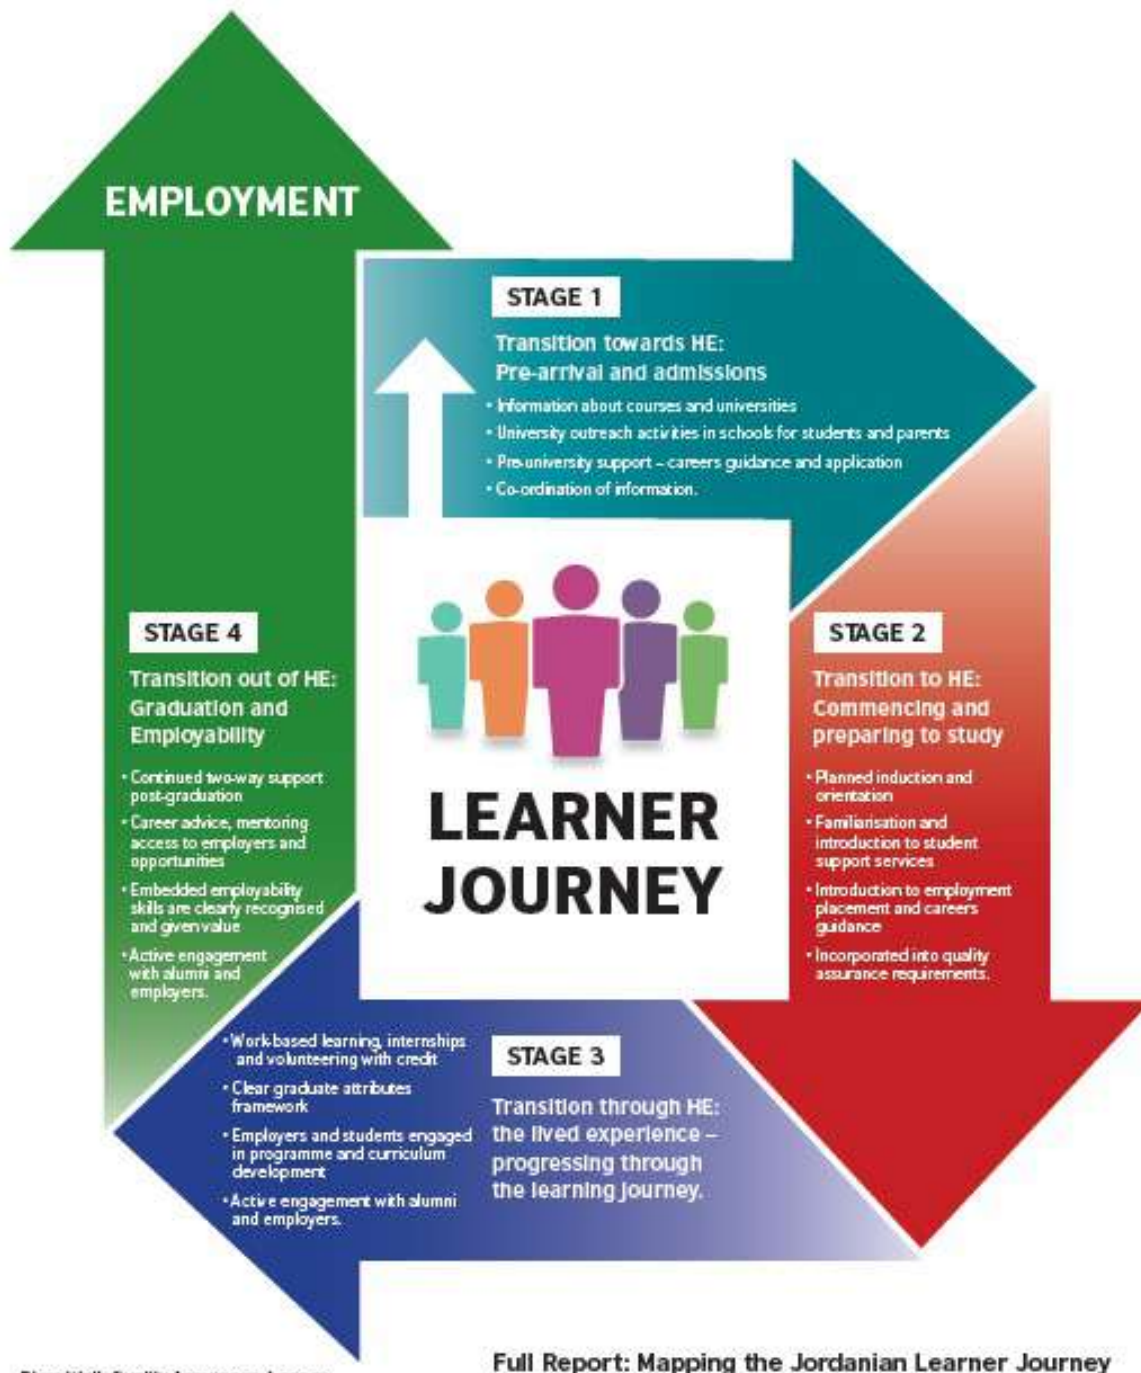 EMPLOYMENT
STAGE 1
Transition towards HE:
Pre-arrival and admissions
• Information about courses and universities
• University outreach activities in schools for students and parents
• Pre-university support – careers guidance and application
• Co-ordination of information.
STAGE 2
Transition to HE:
Commencing and
preparing to study
• Planned induction and
orientation
• Familiarisation and
introduction to student
support services
• Introduction to employment
placement and careers
guidance
• Incorporated into quality
assurance requirements.
STAGE 3
Transition through HE:
the lived experience –
progressing through
the learning journey.
• Work-based learning, internships
and volunteering with credit
• Clear graduate attributes
framework
• Employers and students engaged
in programme and curriculum
development
• Active engagement with alumni
and employers.
STAGE 4
Transition out of HE:
Graduation and
Employability
• Continued two-way support
post-graduation
• Career advice, mentoring
access to employers and
opportunities
• Embedded employability
skills are clearly recognised
and given value
• Active engagement
with alumni and
employers.
LEARNER
JOURNEY
Full Report: Mapping the Jordanian Learner Journey